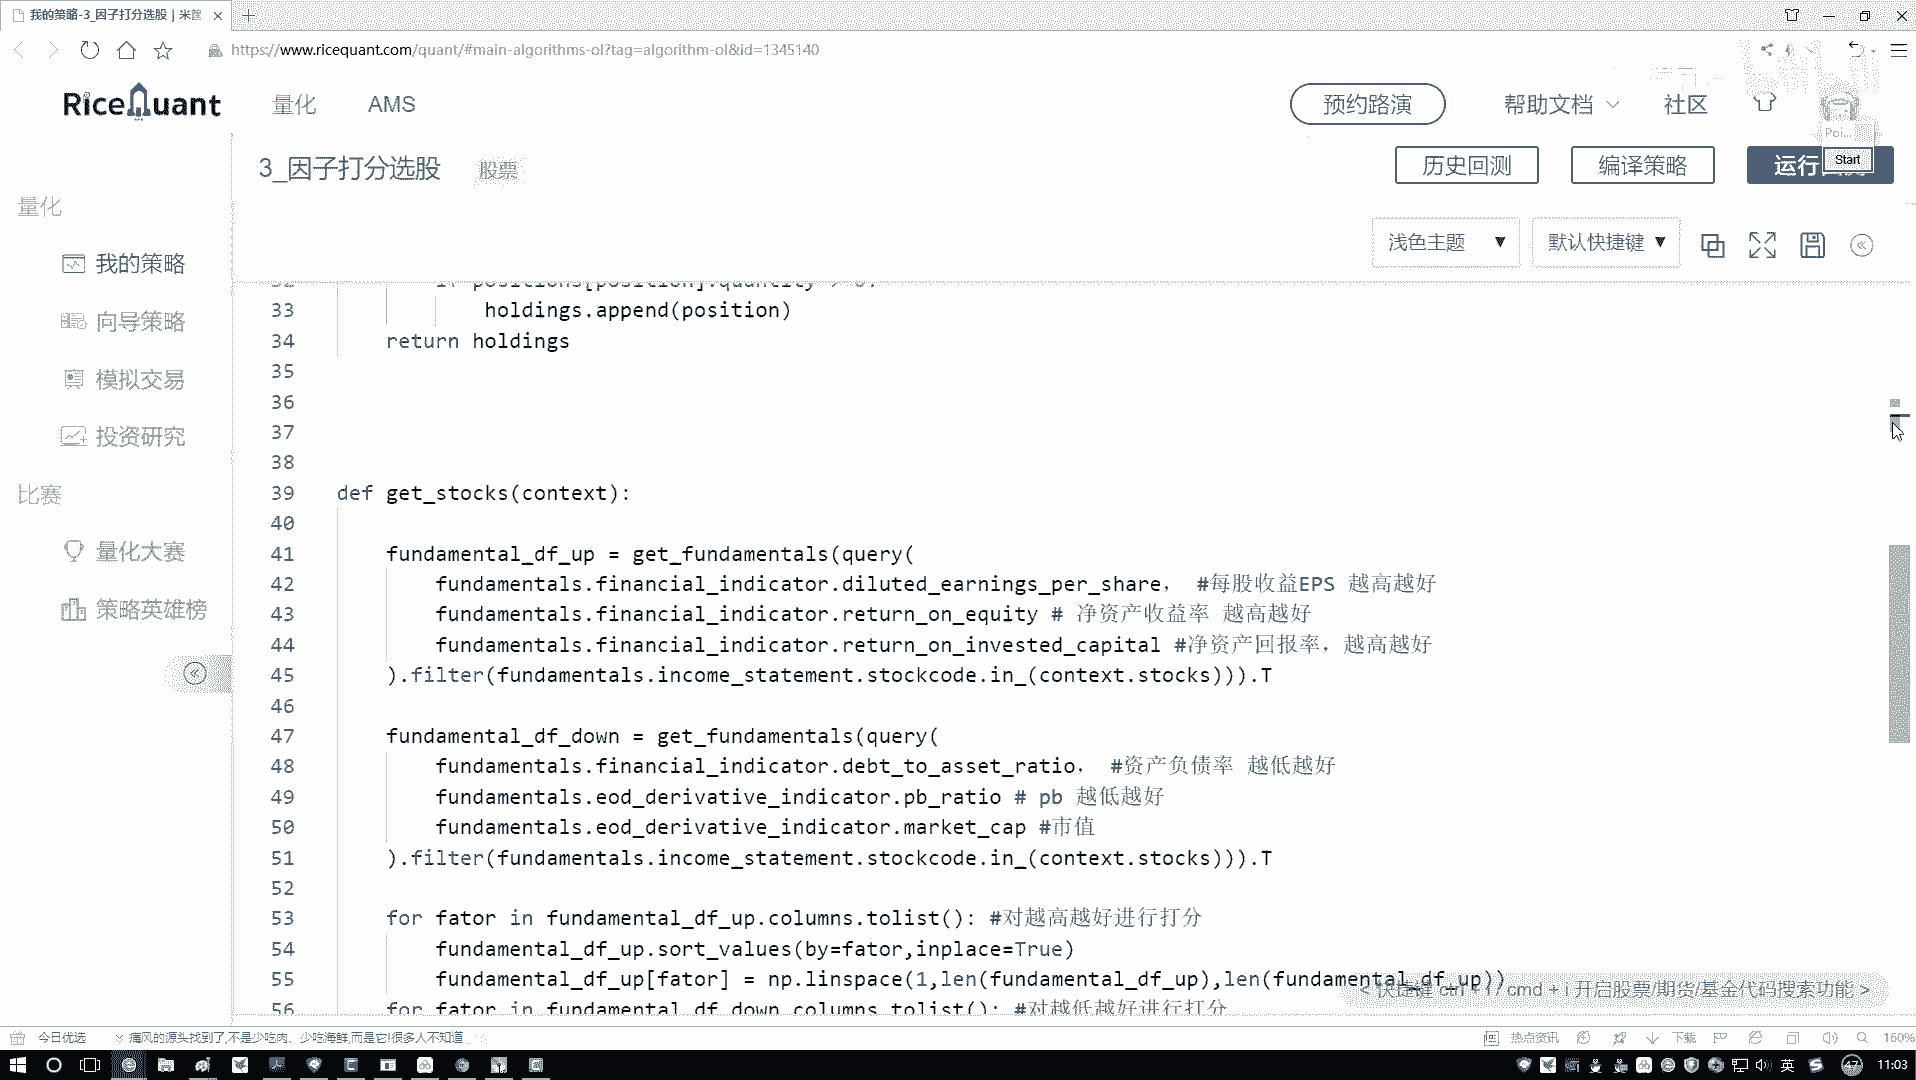 我的策略-3_因子打分选股 | 米筐
https://www.ricequant.com/quant/#main-algorithms-ol?tag=algorithm-ol&id=1345140
RiceQuant 量化 AMS 预约路演 帮助文档 社区
Poi...
3_因子打分选股 股票 历史回测 编译策略 运行 Start
量化
浅色主题 默认快捷键
我的策略
向导策略
模拟交易
投资研究
比赛
量化大赛
策略英雄榜
32 if positions[position].quantity > 0:
33 holdings.append(position)
34 return holdings
35
36
37
38
39 def get_stocks(context):
40
41 fundamental_df_up = get_fundamentals(query(
42 fundamentals.financial_indicator.diluted_earnings_per_share， #每股收益EPS 越高越好
43 fundamentals.financial_indicator.return_on_equity # 净资产收益率 越高越好
44 fundamentals.financial_indicator.return_on_invested_capital #净资产回报率，越高越好
45 ).filter(fundamentals.income_statement.stockcode.in_(context.stocks))).T
46
47 fundamental_df_down = get_fundamentals(query(
48 fundamentals.financial_indicator.debt_to_asset_ratio， #资产负债率 越低越好
49 fundamentals.eod_derivative_indicator.pb_ratio # pb 越低越好
50 fundamentals.eod_derivative_indicator.market_cap #市值
51 ).filter(fundamentals.income_statement.stockcode.in_(context.stocks))).T
52
53 for fator in fundamental_df_up.columns.tolist(): #对越高越好进行打分
54 fundamental_df_up.sort_values(by=fator,inplace=True)
55 fundamental_df_up[fator] = np.linspace(1,len(fundamental_df_up),len(fundamental_df_up))
56 for fator in fundamental_df_down.columns.tolist(): #对越低越好进行打分
< 快捷键 ctrl + i / cmd + i 开启股票/期货/基金代码搜索功能 >
今日优选 痛风的源头找到了,不是少吃肉、少吃海鲜,而是它!很多人不知道 热点资讯 下载 160%
英 47 11:03